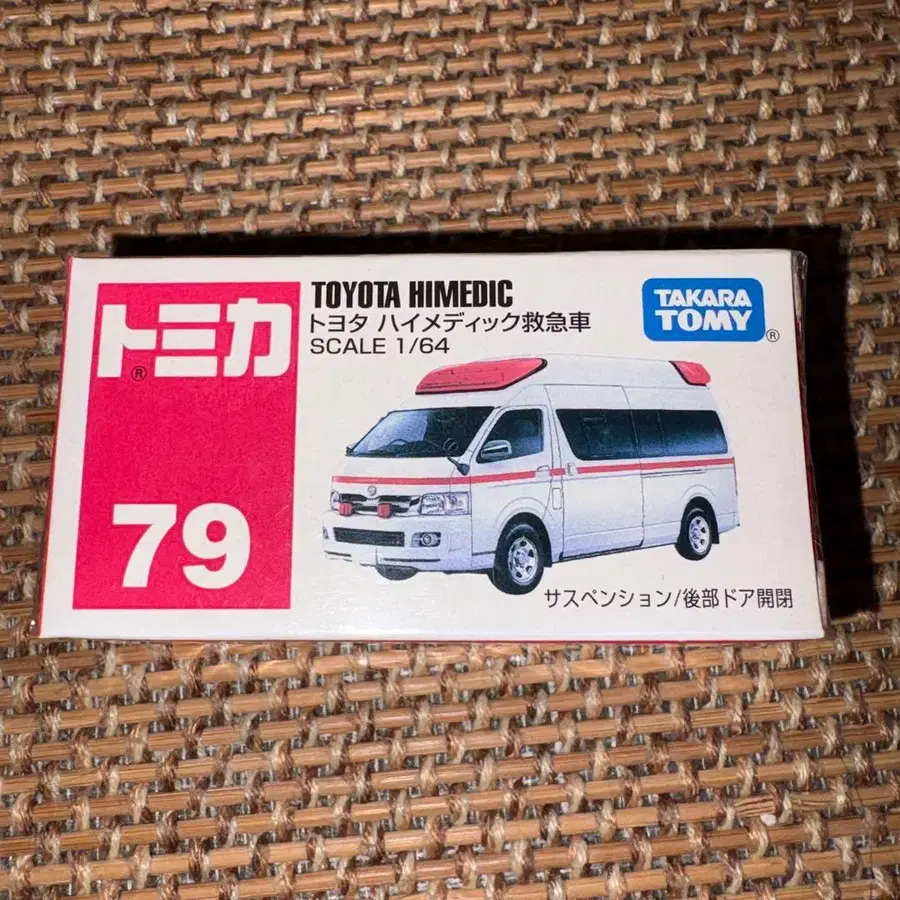 トミカ®
79
TOYOTA HIMEDIC
トヨタ ハイメディック救急車
SCALE 1/64
TAKARA
TOMY®
サスペンション/後部ドア開閉